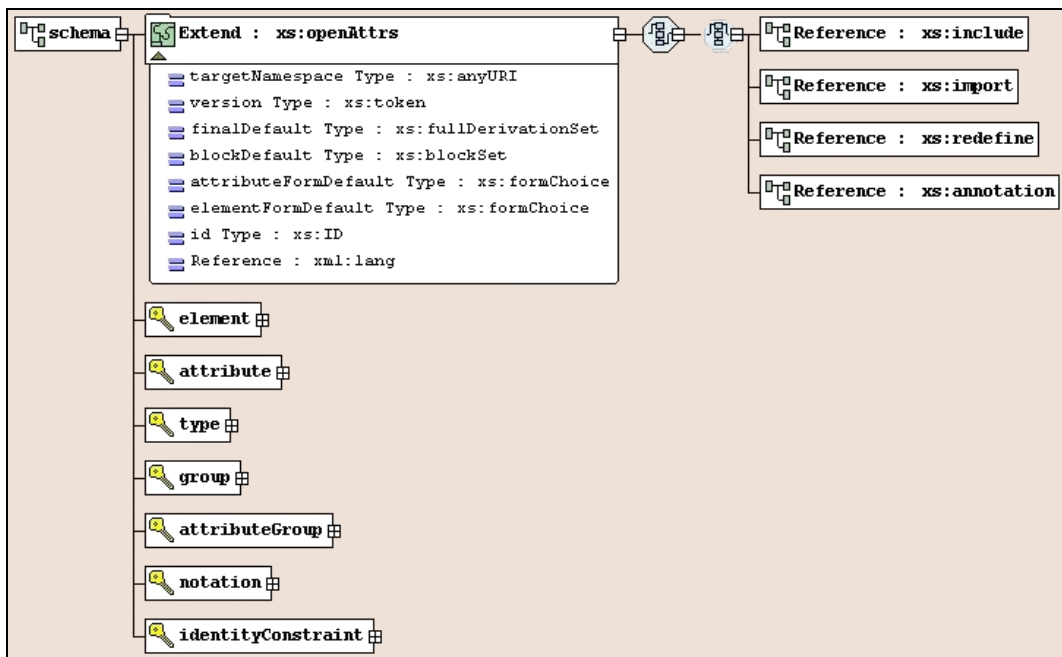 schema
Extend : xs:openAttrs
targetNamespace Type : xs:anyURI
version Type : xs:token
finalDefault Type : xs:fullDerivationSet
blockDefault Type : xs:blockSet
attributeFormDefault Type : xs:formChoice
elementFormDefault Type : xs:formChoice
id Type : xs:ID
Reference : xml:lang
Reference : xs:include
Reference : xs:import
Reference : xs:redefine
Reference : xs:annotation
element
attribute
type
group
attributeGroup
notation
identityConstraint